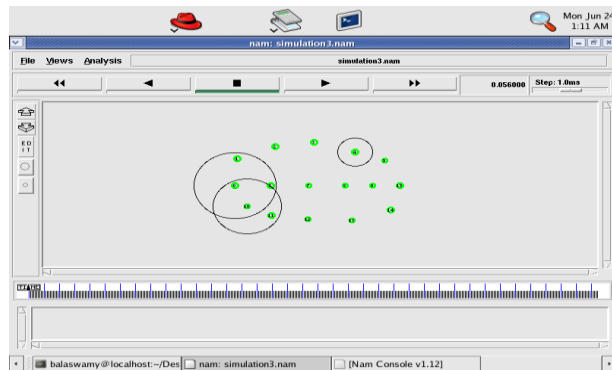 Mon Jun 24
1:11 AM
nam: simulation3.nam
File Views Analysis simulation3.nam
0.056000 Step: 1.0ms
E D
I T
TIME
balaswamy@localhost:~/Des nam: simulation3.nam [Nam Console v1.12]